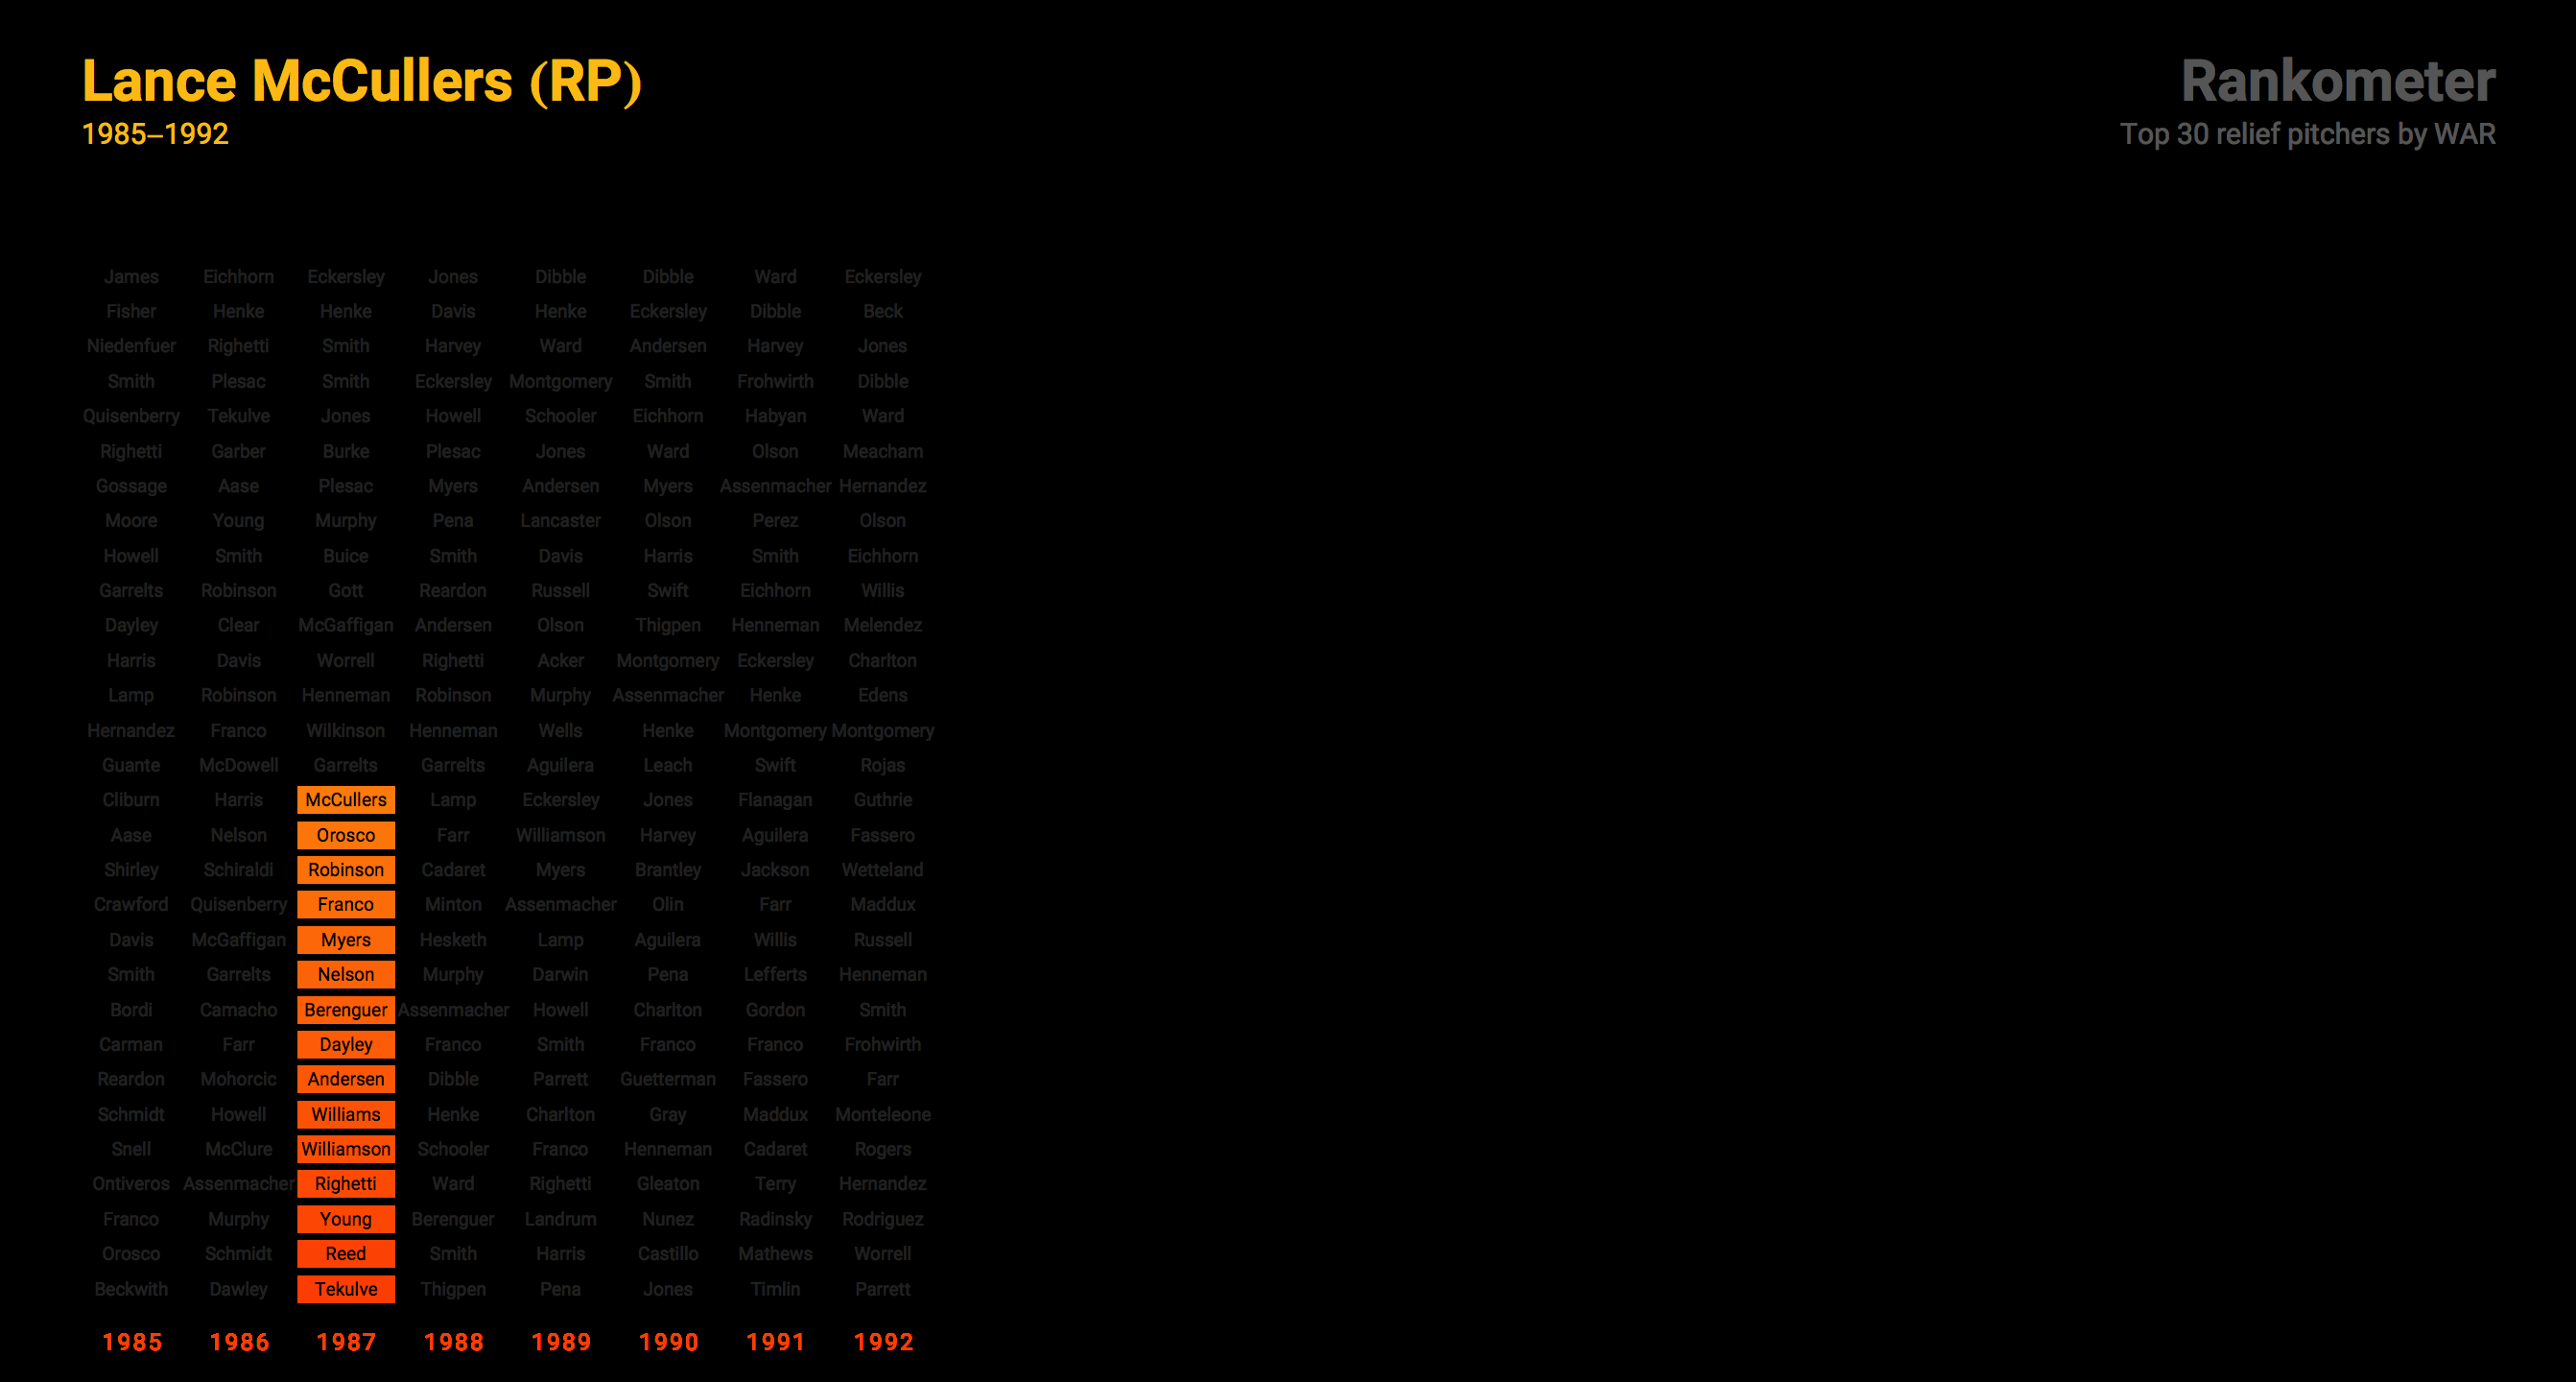 Lance McCullers (RP)
1985–1992
Rankometer
Top 30 relief pitchers by WAR
James Eichhorn Eckersley Jones Dibble Dibble Ward Eckersley
Fisher Henke Henke Davis Henke Eckersley Dibble Beck
Niedenfuer Righetti Smith Harvey Ward Andersen Harvey Jones
Smith Plesac Smith Eckersley Montgomery Smith Frohwirth Dibble
Quisenberry Tekulve Jones Howell Schooler Eichhorn Habyan Ward
Righetti Garber Burke Plesac Jones Ward Olson Meacham
Gossage Aase Plesac Myers Andersen Myers Assenmacher Hernandez
Moore Young Murphy Pena Lancaster Olson Perez Olson
Howell Smith Buice Smith Davis Harris Smith Eichhorn
Garrelts Robinson Gott Reardon Russell Swift Eichhorn Willis
Dayley Clear McGaffigan Andersen Olson Thigpen Henneman Melendez
Harris Davis Worrell Righetti Acker Montgomery Eckersley Charlton
Lamp Robinson Henneman Robinson Murphy Assenmacher Henke Edens
Hernandez Franco Wilkinson Henneman Wells Henke Montgomery Montgomery
Guante McDowell Garrelts Garrelts Aguilera Leach Swift Rojas
Cliburn Harris McCullers Lamp Eckersley Jones Flanagan Guthrie
Aase Nelson Orosco Farr Williamson Harvey Aguilera Fassero
Shirley Schiraldi Robinson Cadaret Myers Brantley Jackson Wetteland
Crawford Quisenberry Franco Minton Assenmacher Olin Farr Maddux
Davis McGaffigan Myers Hesketh Lamp Aguilera Willis Russell
Smith Garrelts Nelson Murphy Darwin Pena Lefferts Henneman
Bordi Camacho Berenguer Assenmacher Howell Charlton Gordon Smith
Carman Farr Dayley Franco Smith Franco Franco Frohwirth
Reardon Mohorcic Andersen Dibble Parrett Guetterman Fassero Farr
Schmidt Howell Williams Henke Charlton Gray Maddux Monteleone
Snell McClure Williamson Schooler Franco Henneman Cadaret Rogers
Ontiveros Assenmacher Righetti Ward Righetti Gleaton Terry Hernandez
Franco Murphy Young Berenguer Landrum Nunez Radinsky Rodriguez
Orosco Schmidt Reed Smith Harris Castillo Mathews Worrell
Beckwith Dawley Tekulve Thigpen Pena Jones Timlin Parrett
1985 1986 1987 1988 1989 1990 1991 1992